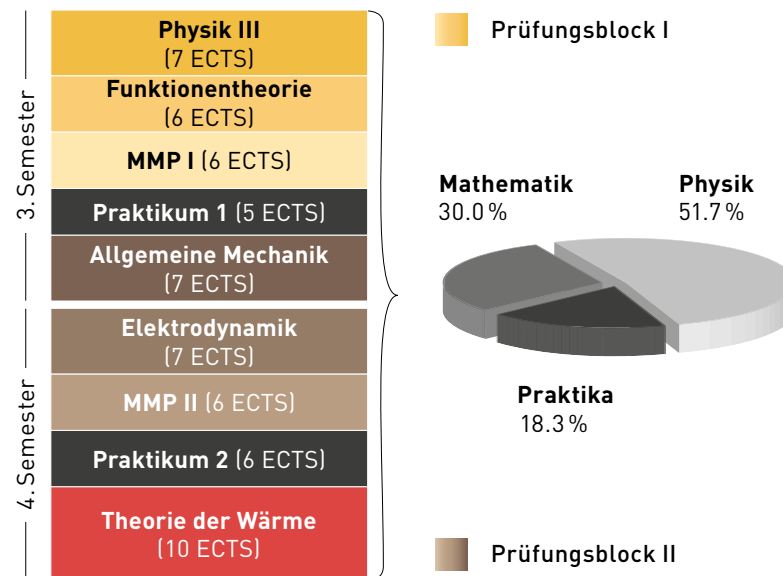 3. Semester
Physik III
(7 ECTS)
Funktionentheorie
(6 ECTS)
MMP I (6 ECTS)
Praktikum 1 (5 ECTS)
Allgemeine Mechanik
(7 ECTS)
4. Semester
Elektrodynamik
(7 ECTS)
MMP II (6 ECTS)
Praktikum 2 (6 ECTS)
Theorie der Wärme
(10 ECTS)
Prüfungsblock I
Mathematik
30.0 %
Physik
51.7 %
Praktika
18.3 %
Prüfungsblock II